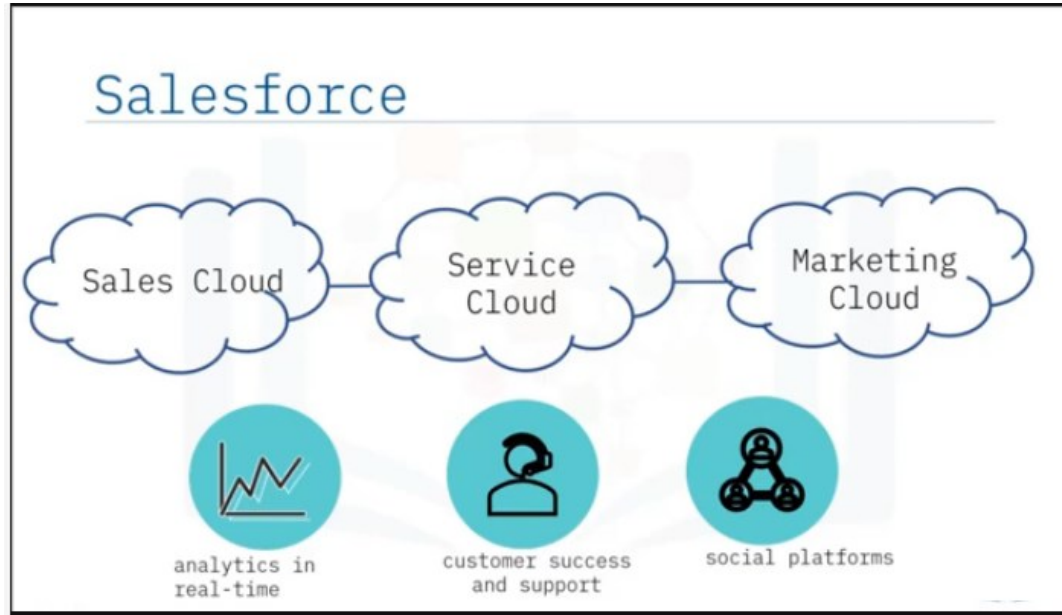 Salesforce
Sales Cloud
Service
Cloud
Marketing
Cloud
analytics in
real-time
customer success
and support
social platforms